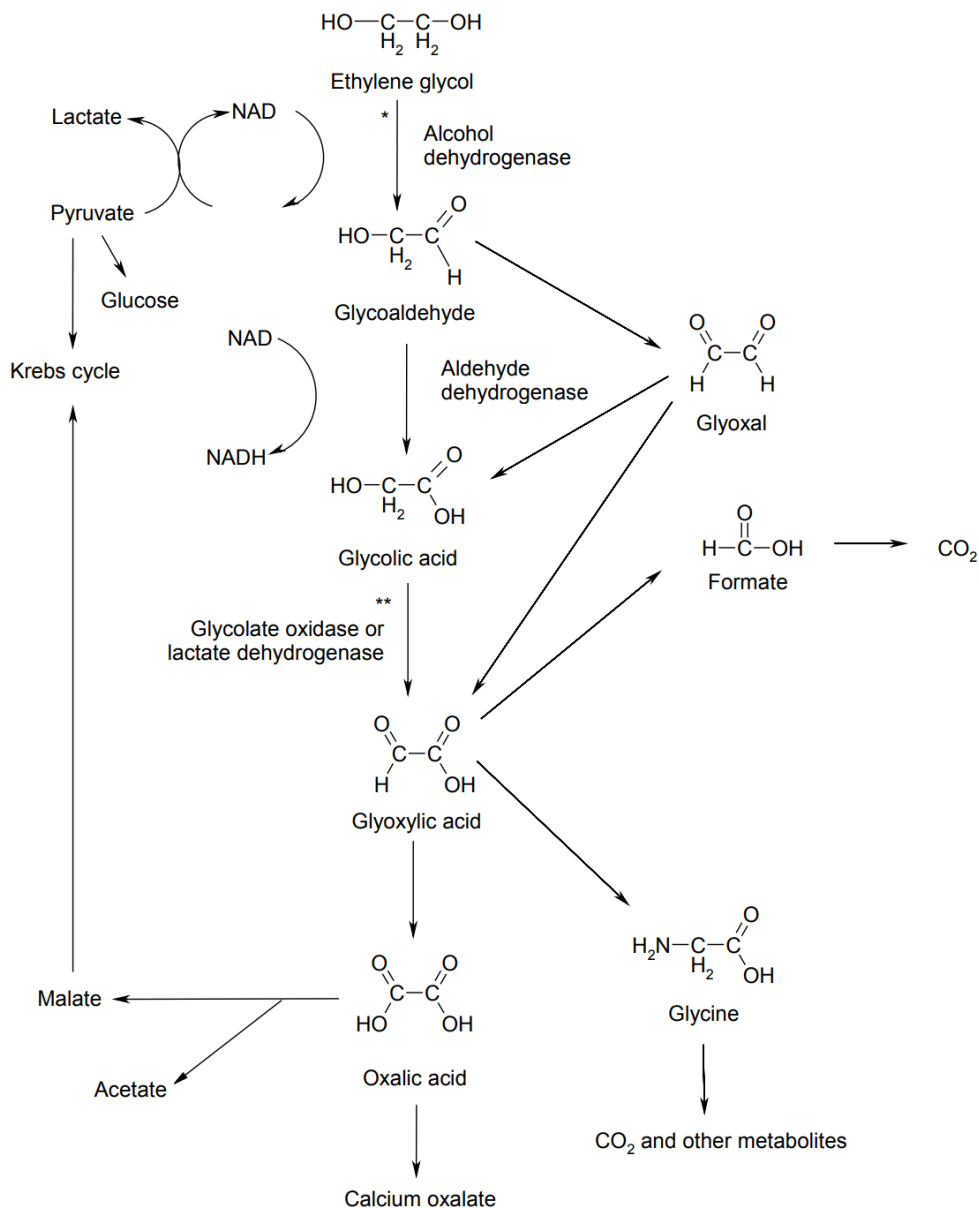 HO–C–C–OH
H2 H2
Ethylene glycol
Lactate
NAD
*
Alcohol
dehydrogenase
Pyruvate
O
HO–C–C
H2
H
Glucose
Glycoaldehyde
NAD
Krebs cycle
Aldehyde
dehydrogenase
O O
C–C
H H
Glyoxal
NADH
O
HO–C–C
H2 OH
Glycolic acid
O
H–C–OH
Formate
CO2
**
Glycolate oxidase or
lactate dehydrogenase
O O
C–C
H OH
Glyoxylic acid
O
H2N–C–C
H2 OH
Glycine
O O
C–C
HO OH
Malate
Oxalic acid
Acetate
CO2 and other metabolites
Calcium oxalate